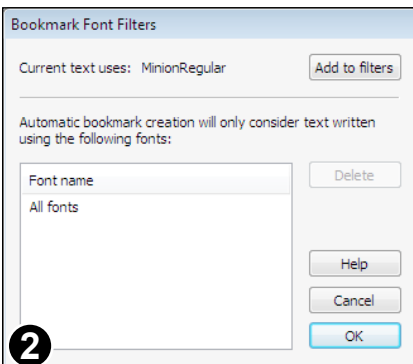 Bookmark Font Filters
Current text uses: MinionRegular
Add to filters
Automatic bookmark creation will only consider text written
using the following fonts:
Font name
Delete
All fonts
Help
Cancel
OK
2